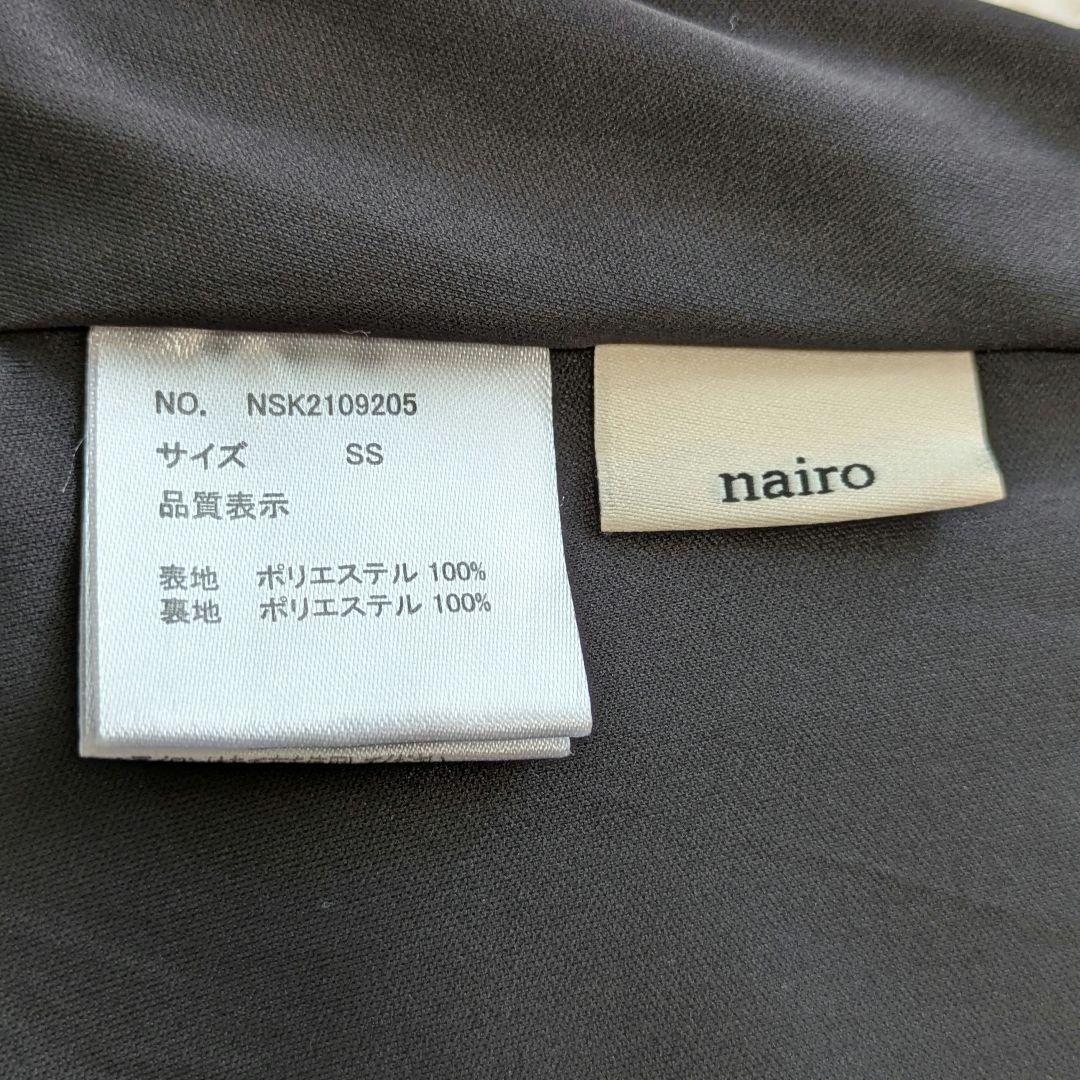 NO. NSK2109205
サイズ SS
品質表示
表地 ポリエステル 100%
裏地 ポリエステル 100%
nairo